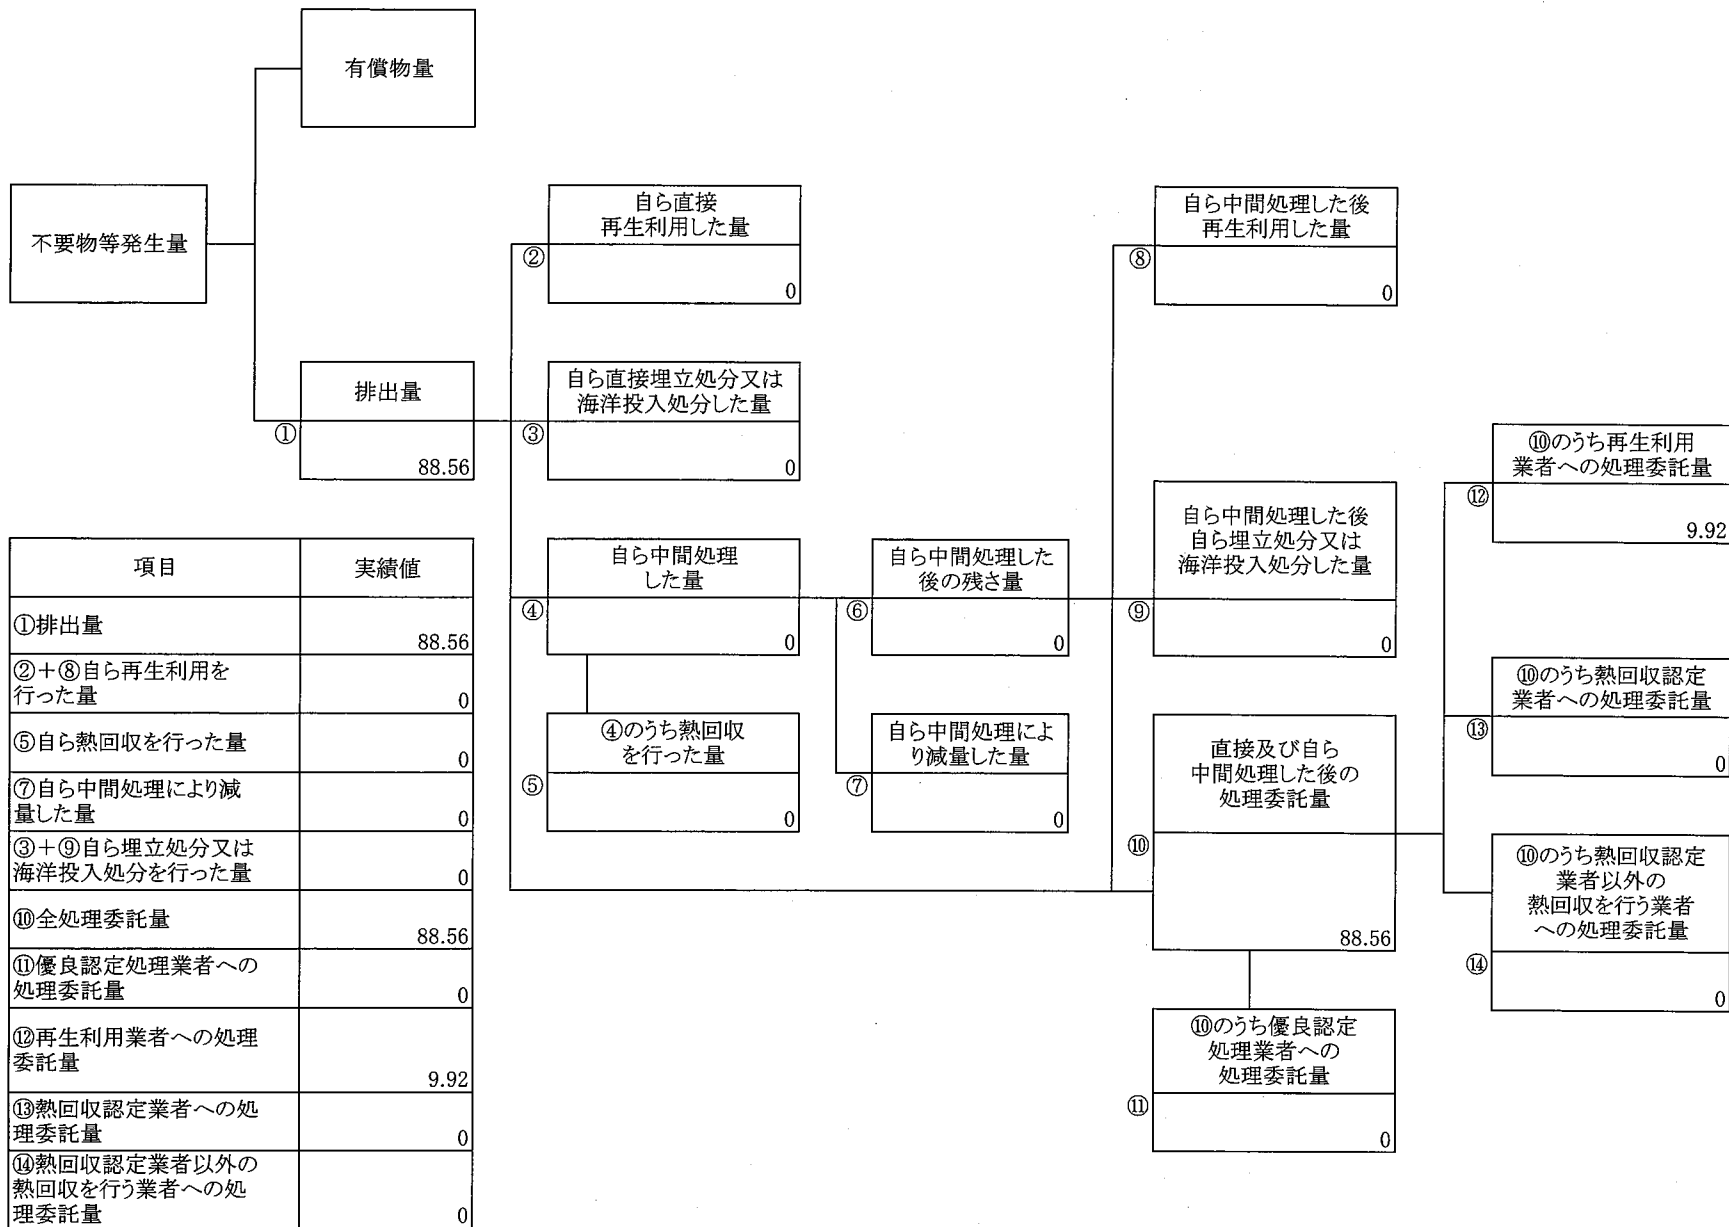 有償物量
不要物等発生量
排出量
①
88.56
自ら直接
再生利用した量
②
0
自ら直接埋立処分又は
海洋投入処分した量
③
0
自ら中間処理
した量
④
0
④のうち熱回収
を行った量
⑤
0
自ら中間処理した
後の残さ量
⑥
0
自ら中間処理によ
り減量した量
⑦
0
自ら中間処理した後
再生利用した量
⑧
0
自ら中間処理した後
自ら埋立処分又は
海洋投入処分した量
⑨
0
直接及び自ら
中間処理した後の
処理委託量
⑩
88.56
⑩のうち優良認定
処理業者への
処理委託量
⑪
0
⑩のうち再生利用
業者への処理委託量
⑫
9.92
⑩のうち熱回収認定
業者への処理委託量
⑬
0
⑩のうち熱回収認定
業者以外の
熱回収を行う業者
への処理委託量
⑭
0
項目 実績値
①排出量
88.56
②+⑧自ら再生利用を
行った量 0
⑤自ら熱回収を行った量
0
⑦自ら中間処理により減
量した量 0
③+⑨自ら埋立処分又は
海洋投入処分を行った量 0
⑩全処理委託量
88.56
⑪優良認定処理業者への
処理委託量 0
⑫再生利用業者への処理
委託量
9.92
⑬熱回収認定業者への処
理委託量 0
⑭熱回収認定業者以外の
熱回収を行う業者への処
理委託量 0